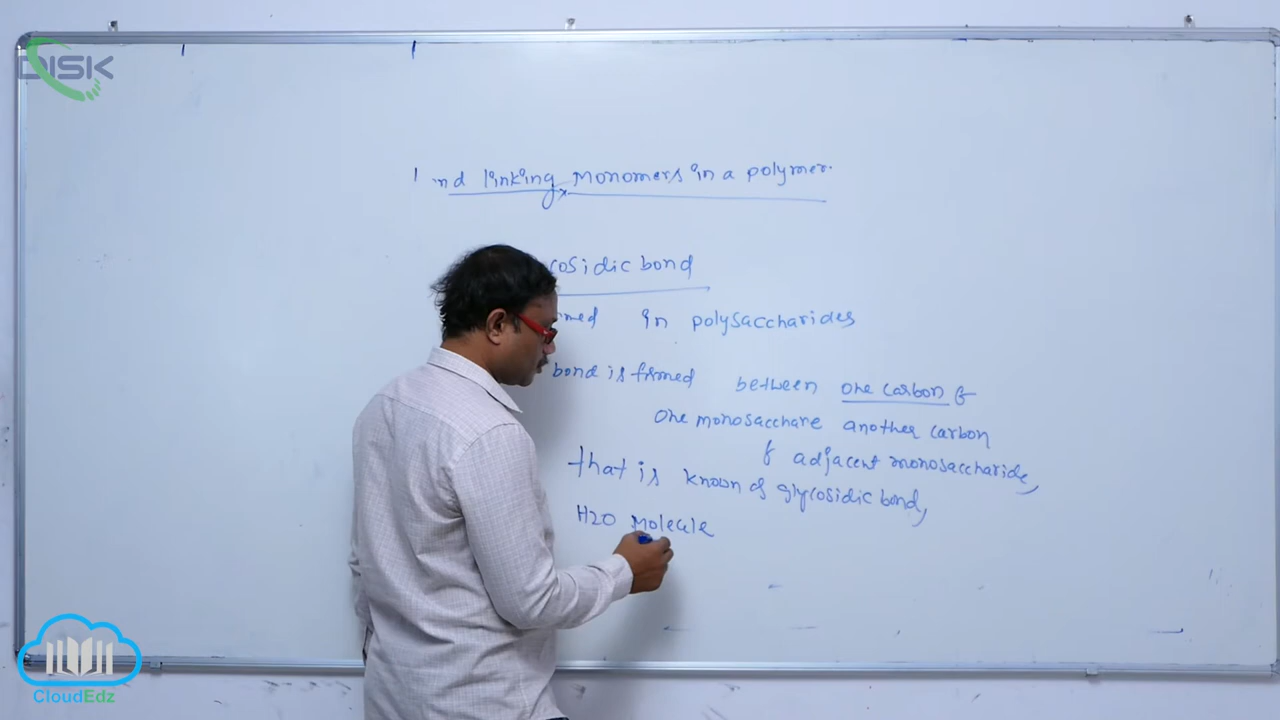 DISK
nd linking monomers in a polymer.
cosidic bond
med in polysaccharides
bond is formed between one carbon of
one monosacchare another carbon
of adjacent monosaccharide,
that is known of glycosidic bond,
H2O Molecule
CloudEdz